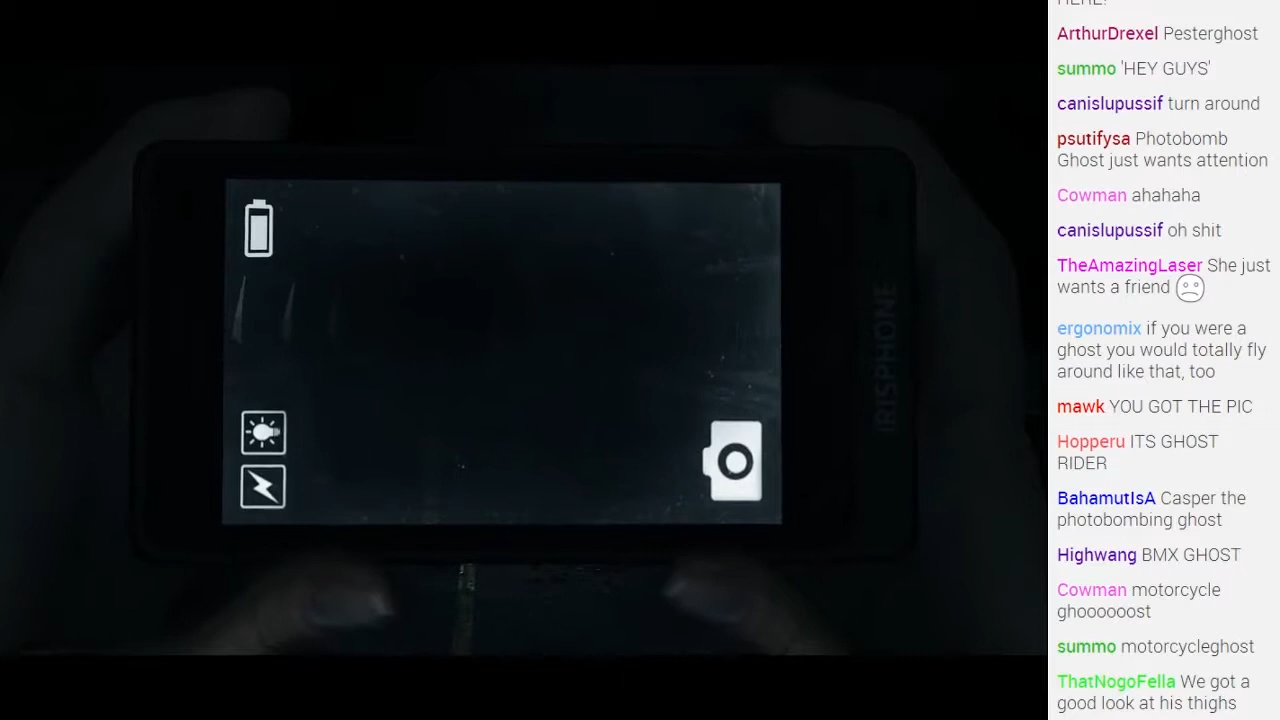 IRISPHONE
HERE!
ArthurDrexel Pesterghost
summo 'HEY GUYS'
canislupussif turn around
psutifysa Photobomb
Ghost just wants attention
Cowman ahahaha
canislupussif oh shit
TheAmazingLaser She just
wants a friend
ergonomix if you were a
ghost you would totally fly
around like that, too
mawk YOU GOT THE PIC
Hopperu ITS GHOST
RIDER
BahamutIsA Casper the
photobombing ghost
Highwang BMX GHOST
Cowman motorcycle
ghoooooost
summo motorcycleghost
ThatNogoFella We got a
good look at his thighs